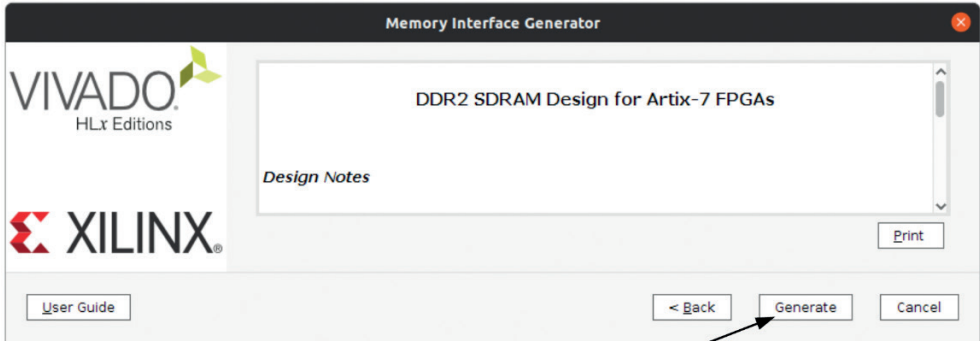 Memory Interface Generator
VIVADO.
HLx Editions
DDR2 SDRAM Design for Artix-7 FPGAs
Design Notes
XILINX®
Print
User Guide
< Back
Generate
Cancel